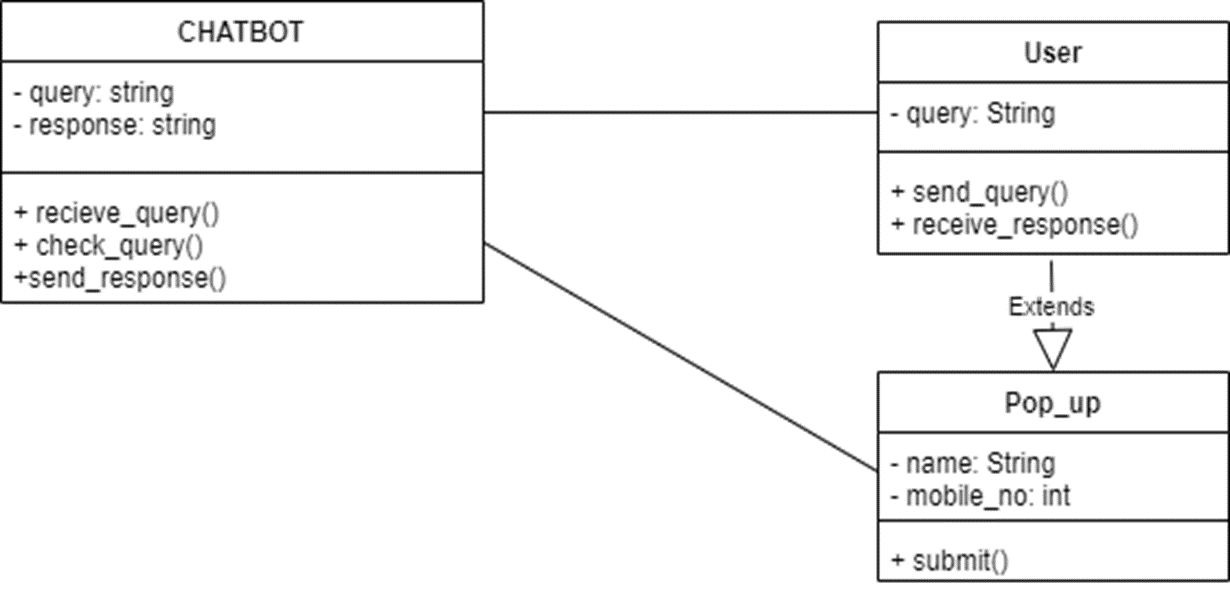 CHATBOT
- query: string
- response: string
+ recieve_query()
+ check_query()
+send_response()
User
- query: String
+ send_query()
+ receive_response()
Extends
Pop_up
- name: String
- mobile_no: int
+ submit()